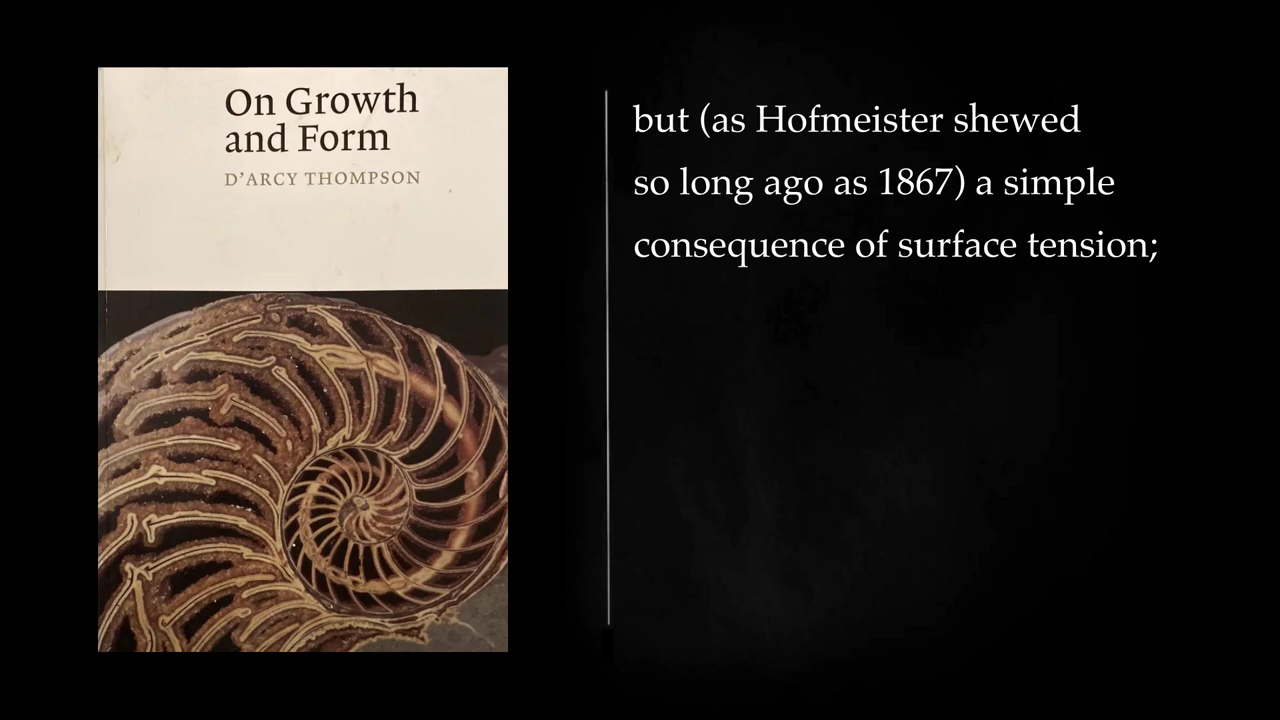 On Growth
and Form
D'ARCY THOMPSON
but (as Hofmeister shewed
so long ago as 1867) a simple
consequence of surface tension;